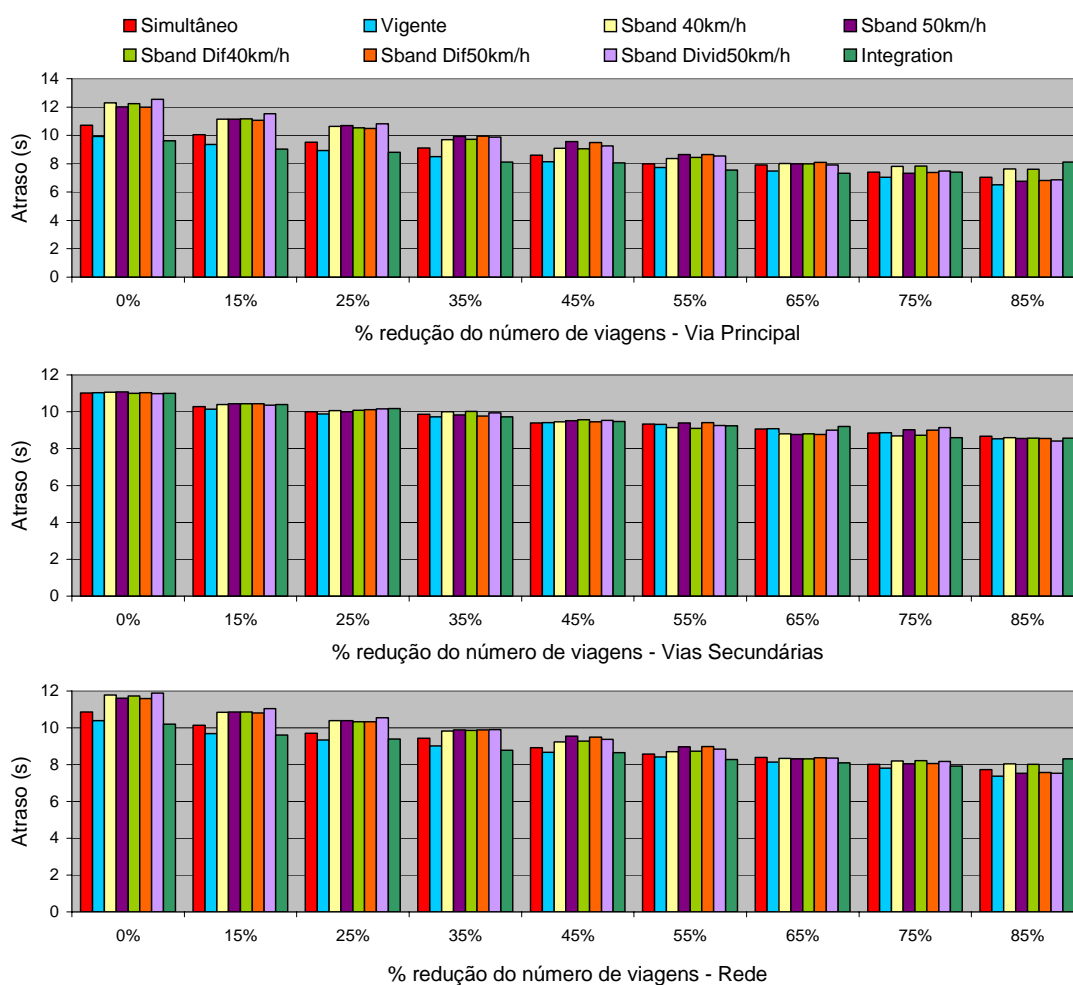 Simultâneo Vigente Sband 40km/h Sband 50km/h
Sband Dif40km/h Sband Dif50km/h Sband Divid50km/h Integration
Atraso (s)
14
12
10
8
6
4
2
0
0% 15% 25% 35% 45% 55% 65% 75% 85%
% redução do número de viagens - Via Principal
Atraso (s)
12
10
8
6
4
2
0
0% 15% 25% 35% 45% 55% 65% 75% 85%
% redução do número de viagens - Vias Secundárias
Atraso (s)
12
10
8
6
4
2
0
0% 15% 25% 35% 45% 55% 65% 75% 85%
% redução do número de viagens - Rede